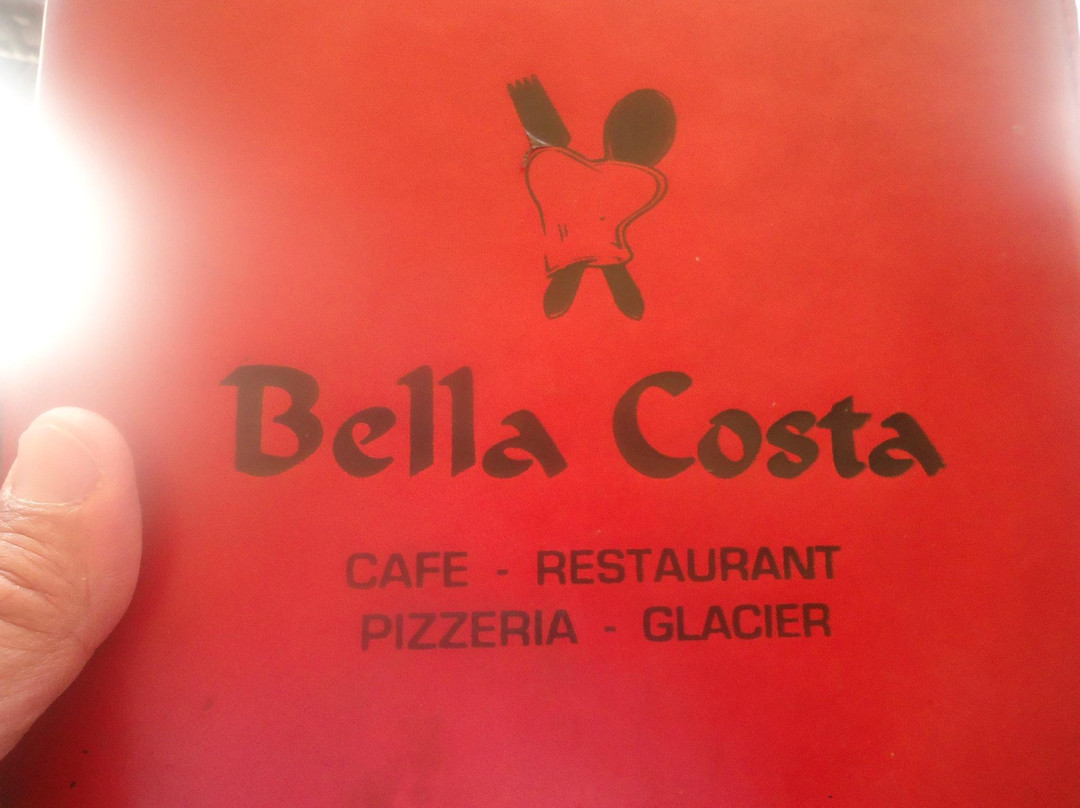 Bella Costa
CAFE - RESTAURANT
PIZZERIA - GLACIER